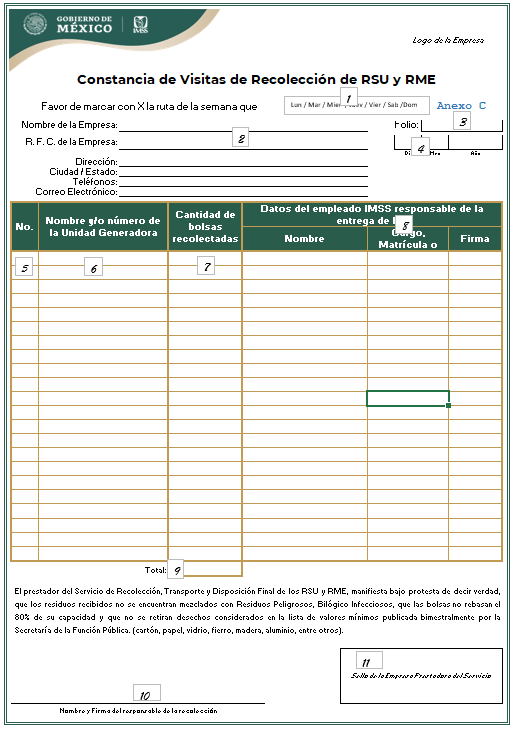 GOBIERNO DE
MÉXICO
IMSS
Logo de la Empresa
Constancia de Visitas de Recolección de RSU y RME
Favor de marcar con X la ruta de la semana que
Lun / Mar / Mier / / Vier / Sab /Dom
1
Anexo C
Nombre de la Empresa:
Folio:
3
R. F. C. de la Empresa:
2
4
Año
Dirección:
Ciudad / Estado:
Teléfonos:
Correo Electrónico:
No.
Nombre y/o número de la Unidad Generadora
Cantidad de bolsas recolectadas
Datos del empleado IMSS responsable de la entrega de
8
Nombre
Cargo, Matrícula o
Firma
5
6
7
Total:
9
El prestador del Servicio de Recolección, Transporte y Disposición Final de los RSU y RME, manifiesta bajo protesta de decir verdad,
que los residuos recibidos no se encuentran mezclados con Residuos Peligrosos, Bilógico Infecciosos, que las bolsas no rebasan el
80% de su capacidad y que no se retiran desechos considerados en la lista de valores mínimos publicada bimestralmente por la
Secretaría de la Función Pública. (cartón, papel, vidrio, fierro, madera, aluminio, entre otros).
11
Sello de la Empresa Prestadora del Servicio
10
Nombre y Firma del responsable de la recolección